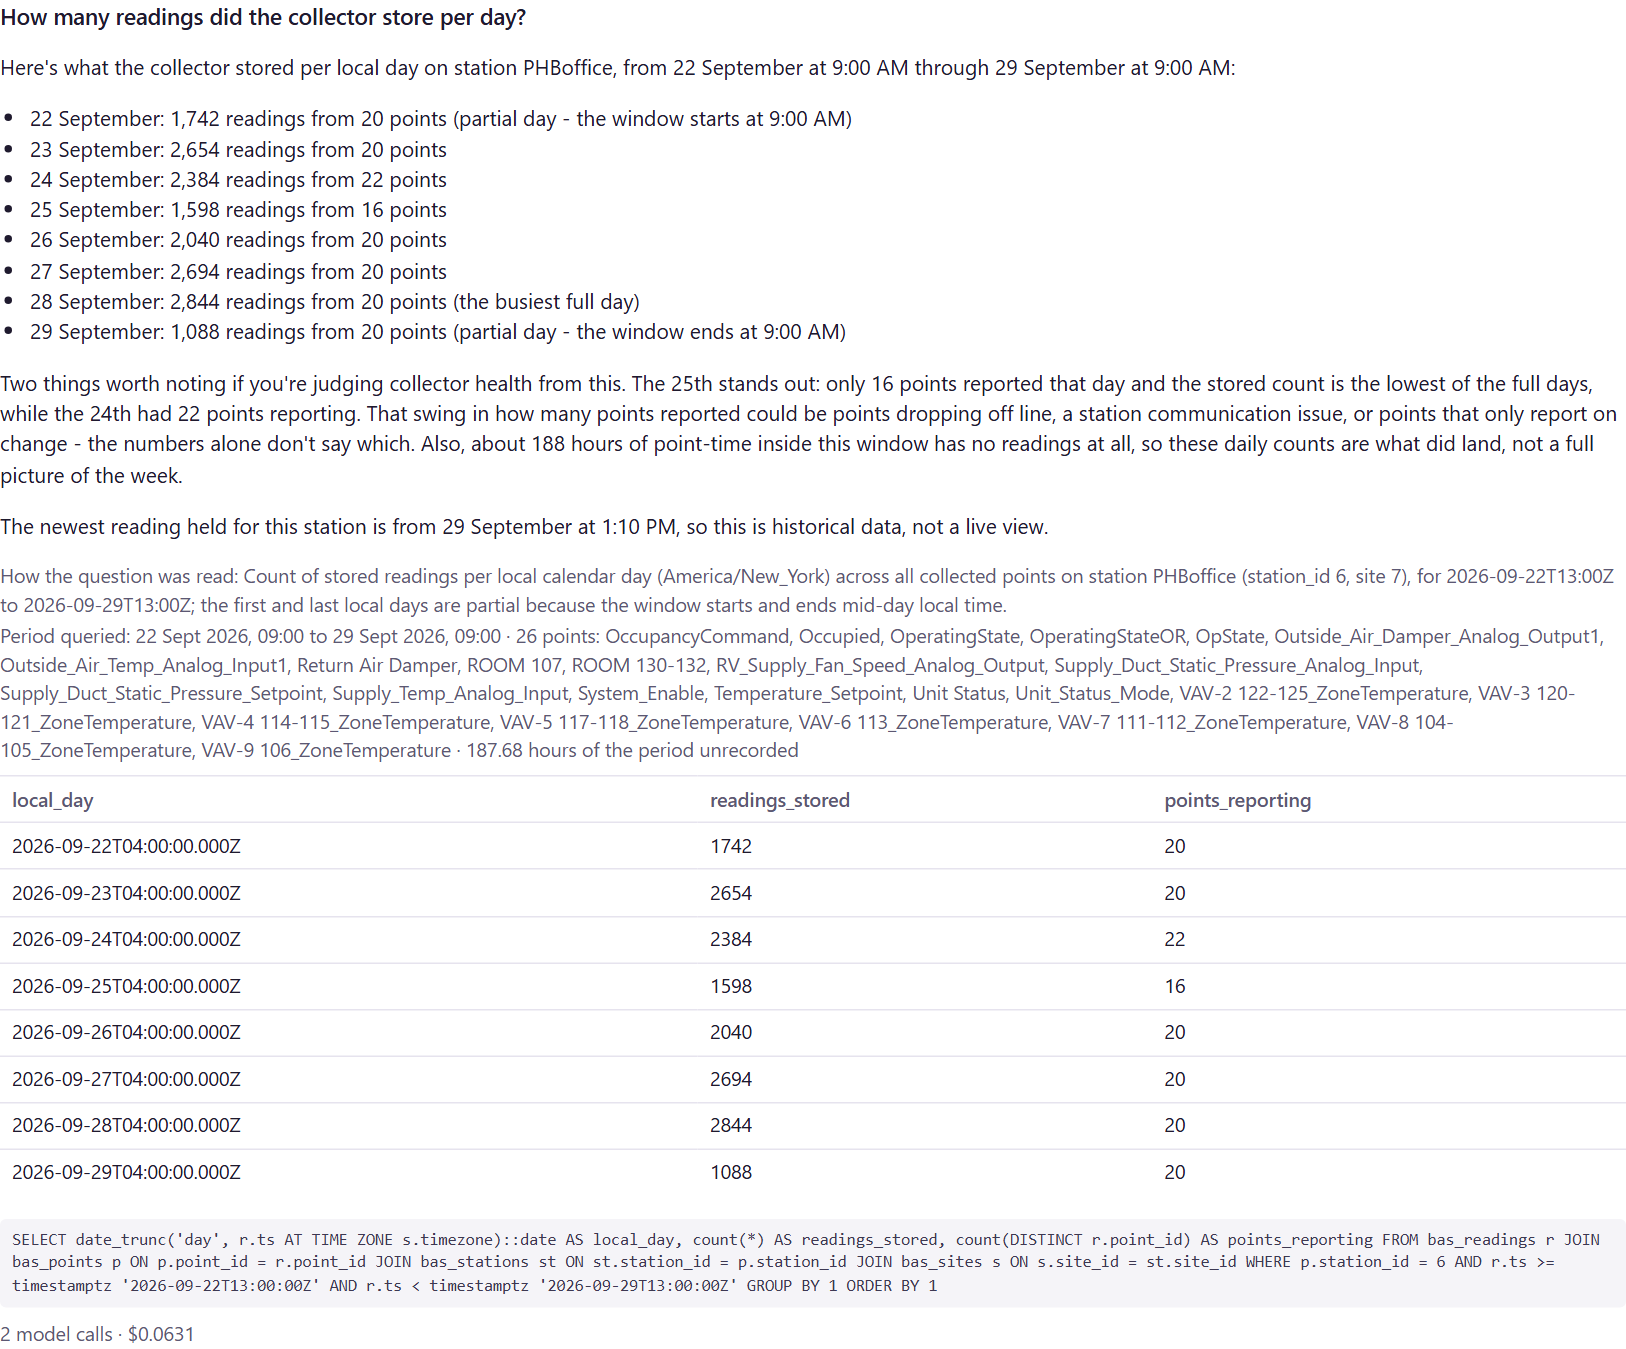 How many readings did the collector store per day?
Here's what the collector stored per local day on station PHBoffice, from 22 September at 9:00 AM through 29 September at 9:00 AM:
• 22 September: 1,742 readings from 20 points (partial day - the window starts at 9:00 AM)
• 23 September: 2,654 readings from 20 points
• 24 September: 2,384 readings from 22 points
• 25 September: 1,598 readings from 16 points
• 26 September: 2,040 readings from 20 points
• 27 September: 2,694 readings from 20 points
• 28 September: 2,844 readings from 20 points (the busiest full day)
• 29 September: 1,088 readings from 20 points (partial day - the window ends at 9:00 AM)
Two things worth noting if you're judging collector health from this. The 25th stands out: only 16 points reported that day and the stored count is the lowest of the full days,
while the 24th had 22 points reporting. That swing in how many points reported could be points dropping off line, a station communication issue, or points that only report on
change - the numbers alone don't say which. Also, about 188 hours of point-time inside this window has no readings at all, so these daily counts are what did land, not a full
picture of the week.
The newest reading held for this station is from 29 September at 1:10 PM, so this is historical data, not a live view.
How the question was read: Count of stored readings per local calendar day (America/New_York) across all collected points on station PHBoffice (station_id 6, site 7), for 2026-09-22T13:00Z
to 2026-09-29T13:00Z; the first and last local days are partial because the window starts and ends mid-day local time.
Period queried: 22 Sept 2026, 09:00 to 29 Sept 2026, 09:00 · 26 points: OccupancyCommand, Occupied, OperatingState, OperatingStateOR, OpState, Outside_Air_Damper_Analog_Output1,
Outside_Air_Temp_Analog_Input1, Return Air Damper, ROOM 107, ROOM 130-132, RV_Supply_Fan_Speed_Analog_Output, Supply_Duct_Static_Pressure_Analog_Input,
Supply_Duct_Static_Pressure_Setpoint, Supply_Temp_Analog_Input, System_Enable, Temperature_Setpoint, Unit Status, Unit_Status_Mode, VAV-2 122-125_ZoneTemperature, VAV-3 120-
121_ZoneTemperature, VAV-4 114-115_ZoneTemperature, VAV-5 117-118_ZoneTemperature, VAV-6 113_ZoneTemperature, VAV-7 111-112_ZoneTemperature, VAV-8 104-
105_ZoneTemperature, VAV-9 106_ZoneTemperature · 187.68 hours of the period unrecorded
local_day readings_stored points_reporting
2026-09-22T04:00:00.000Z 1742 20
2026-09-23T04:00:00.000Z 2654 20
2026-09-24T04:00:00.000Z 2384 22
2026-09-25T04:00:00.000Z 1598 16
2026-09-26T04:00:00.000Z 2040 20
2026-09-27T04:00:00.000Z 2694 20
2026-09-28T04:00:00.000Z 2844 20
2026-09-29T04:00:00.000Z 1088 20
SELECT date_trunc('day', r.ts AT TIME ZONE s.timezone)::date AS local_day, count(*) AS readings_stored, count(DISTINCT r.point_id) AS points_reporting FROM bas_readings r JOIN
bas_points p ON p.point_id = r.point_id JOIN bas_stations st ON st.station_id = p.station_id JOIN bas_sites s ON s.site_id = st.site_id WHERE p.station_id = 6 AND r.ts >=
timestamptz '2026-09-22T13:00:00Z' AND r.ts < timestamptz '2026-09-29T13:00:00Z' GROUP BY 1 ORDER BY 1
2 model calls · $0.0631